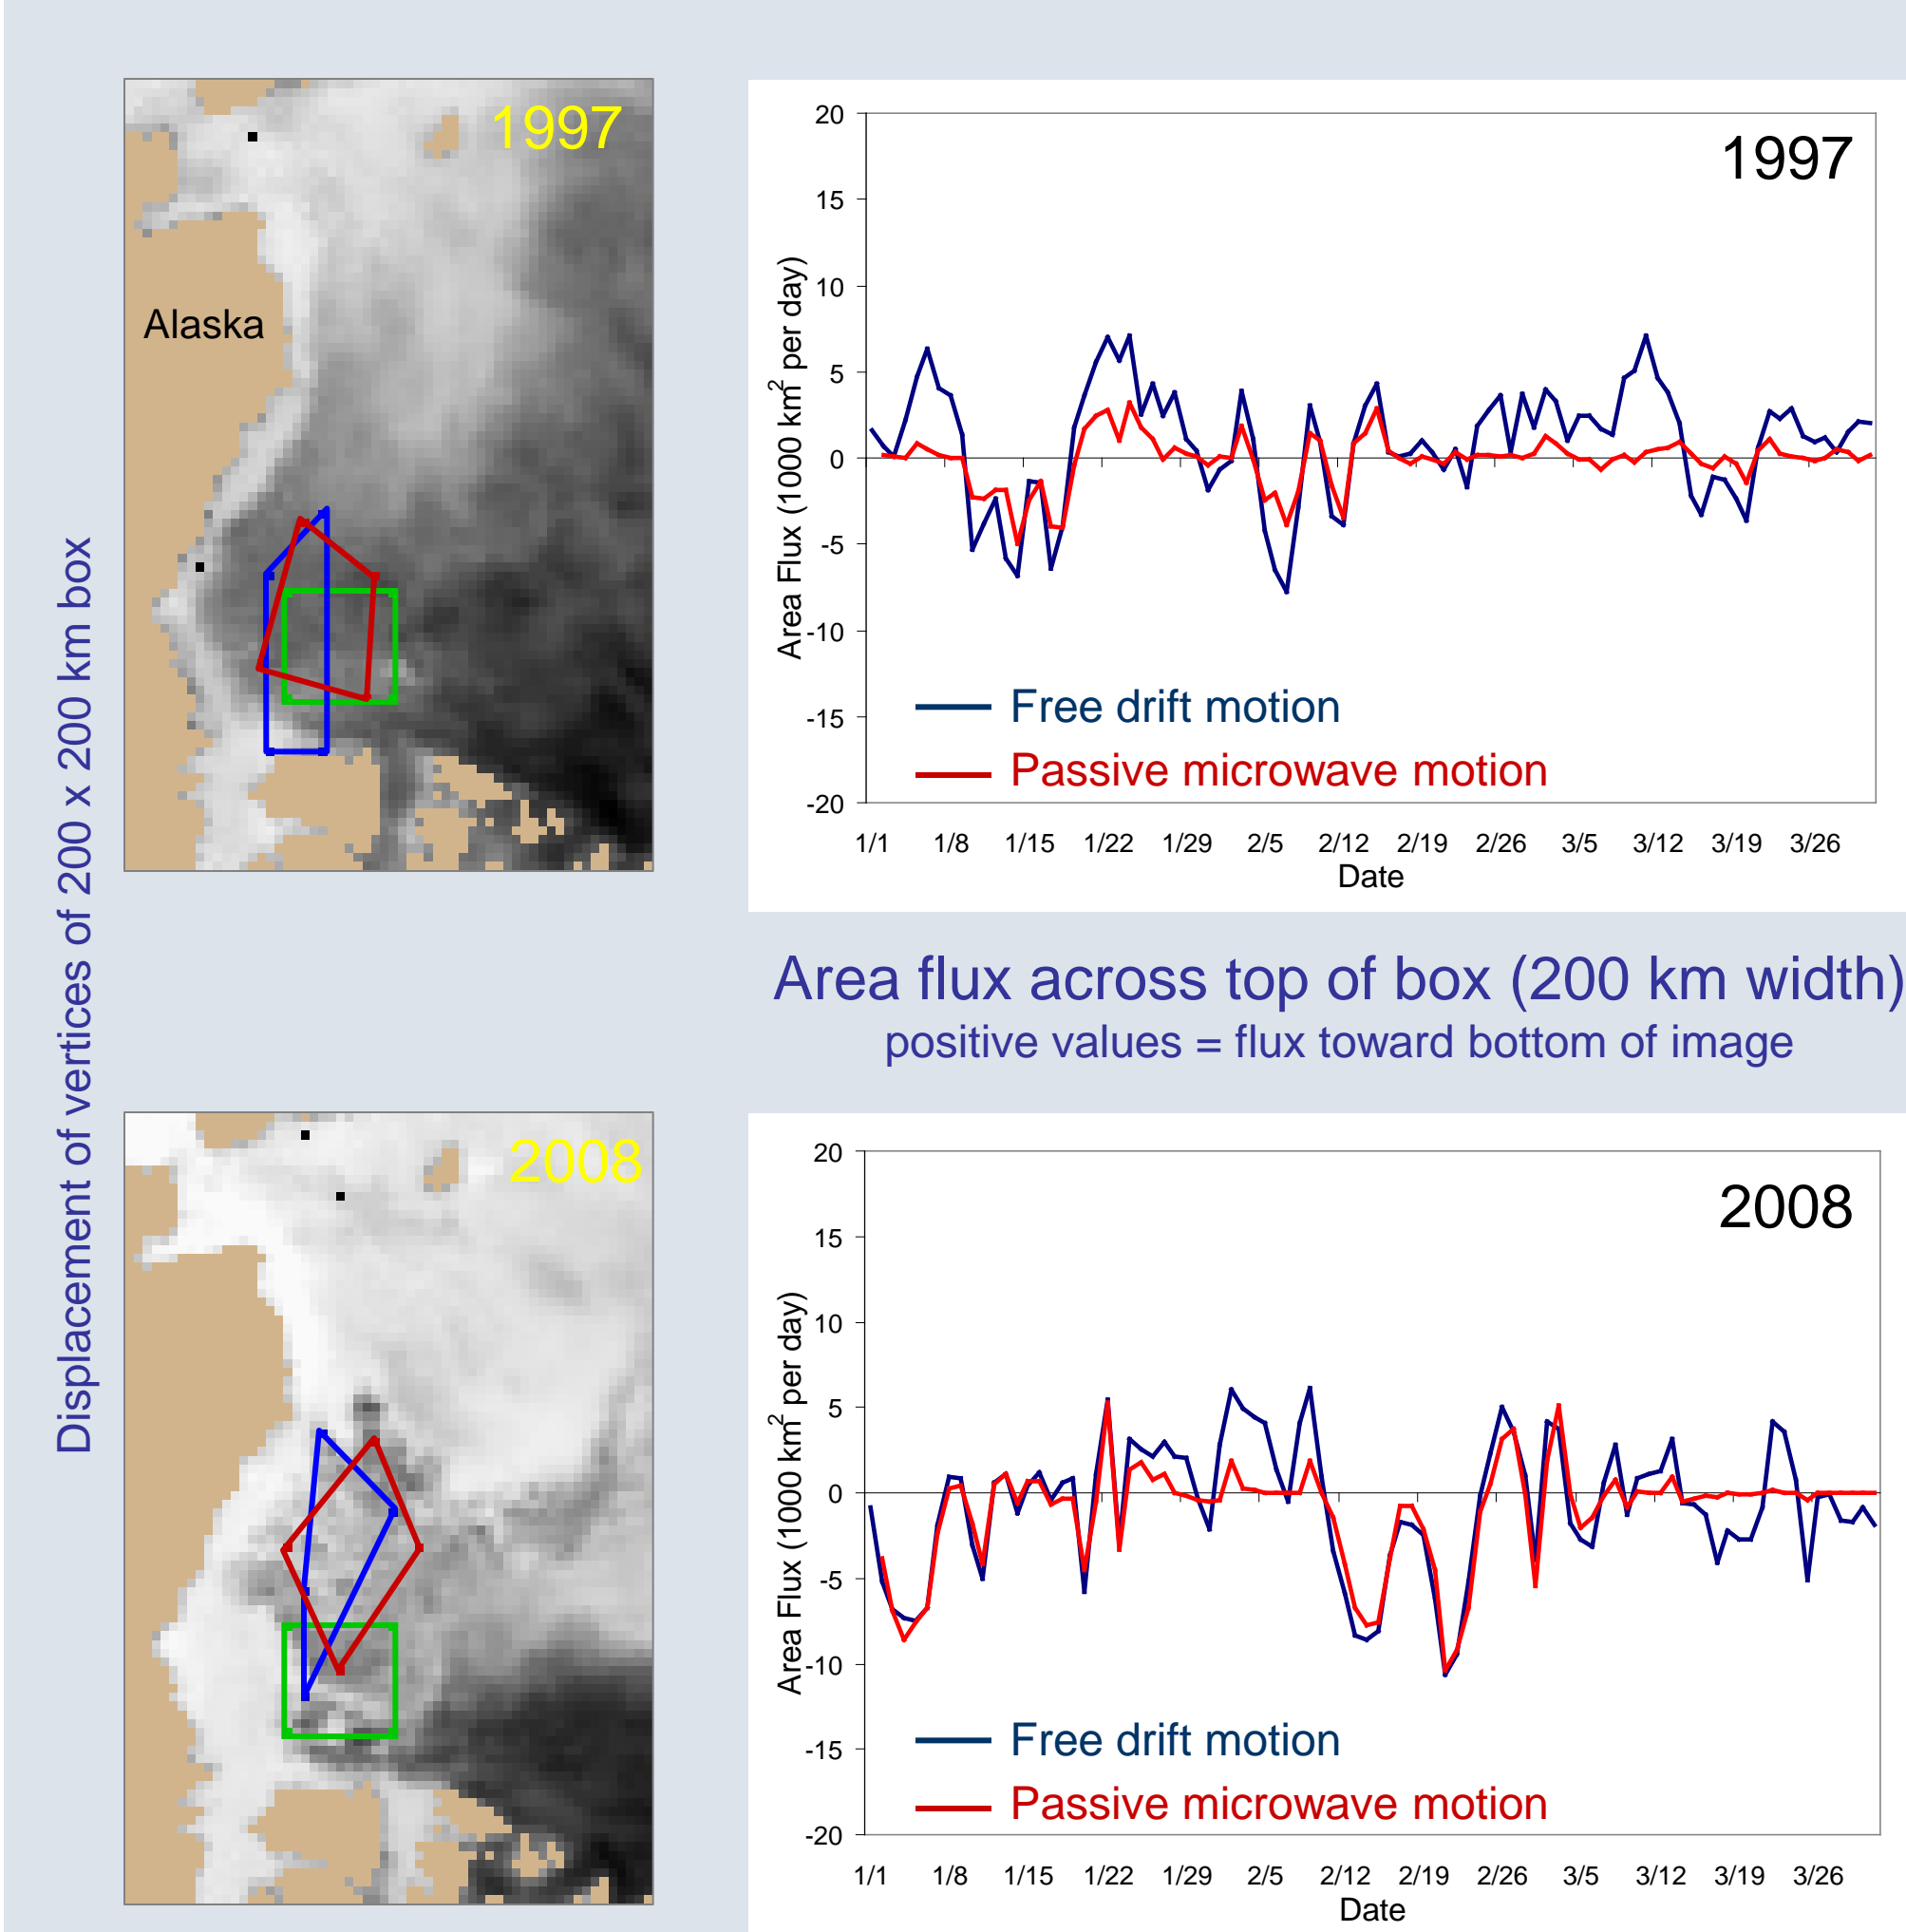 Displacement of vertices of 200 x 200 km box
1997
Alaska
1997
20
15
10
5
0
-5
-10
-15
-20
Area Flux (1000 km² per day)
Free drift motion
Passive microwave motion
1/1 1/8 1/15 1/22 1/29 2/5 2/12 2/19 2/26 3/5 3/12 3/19 3/26
Date
Area flux across top of box (200 km width)
positive values = flux toward bottom of image
2008
2008
20
15
10
5
0
-5
-10
-15
-20
Area Flux (1000 km² per day)
Free drift motion
Passive microwave motion
1/1 1/8 1/15 1/22 1/29 2/5 2/12 2/19 2/26 3/5 3/12 3/19 3/26
Date